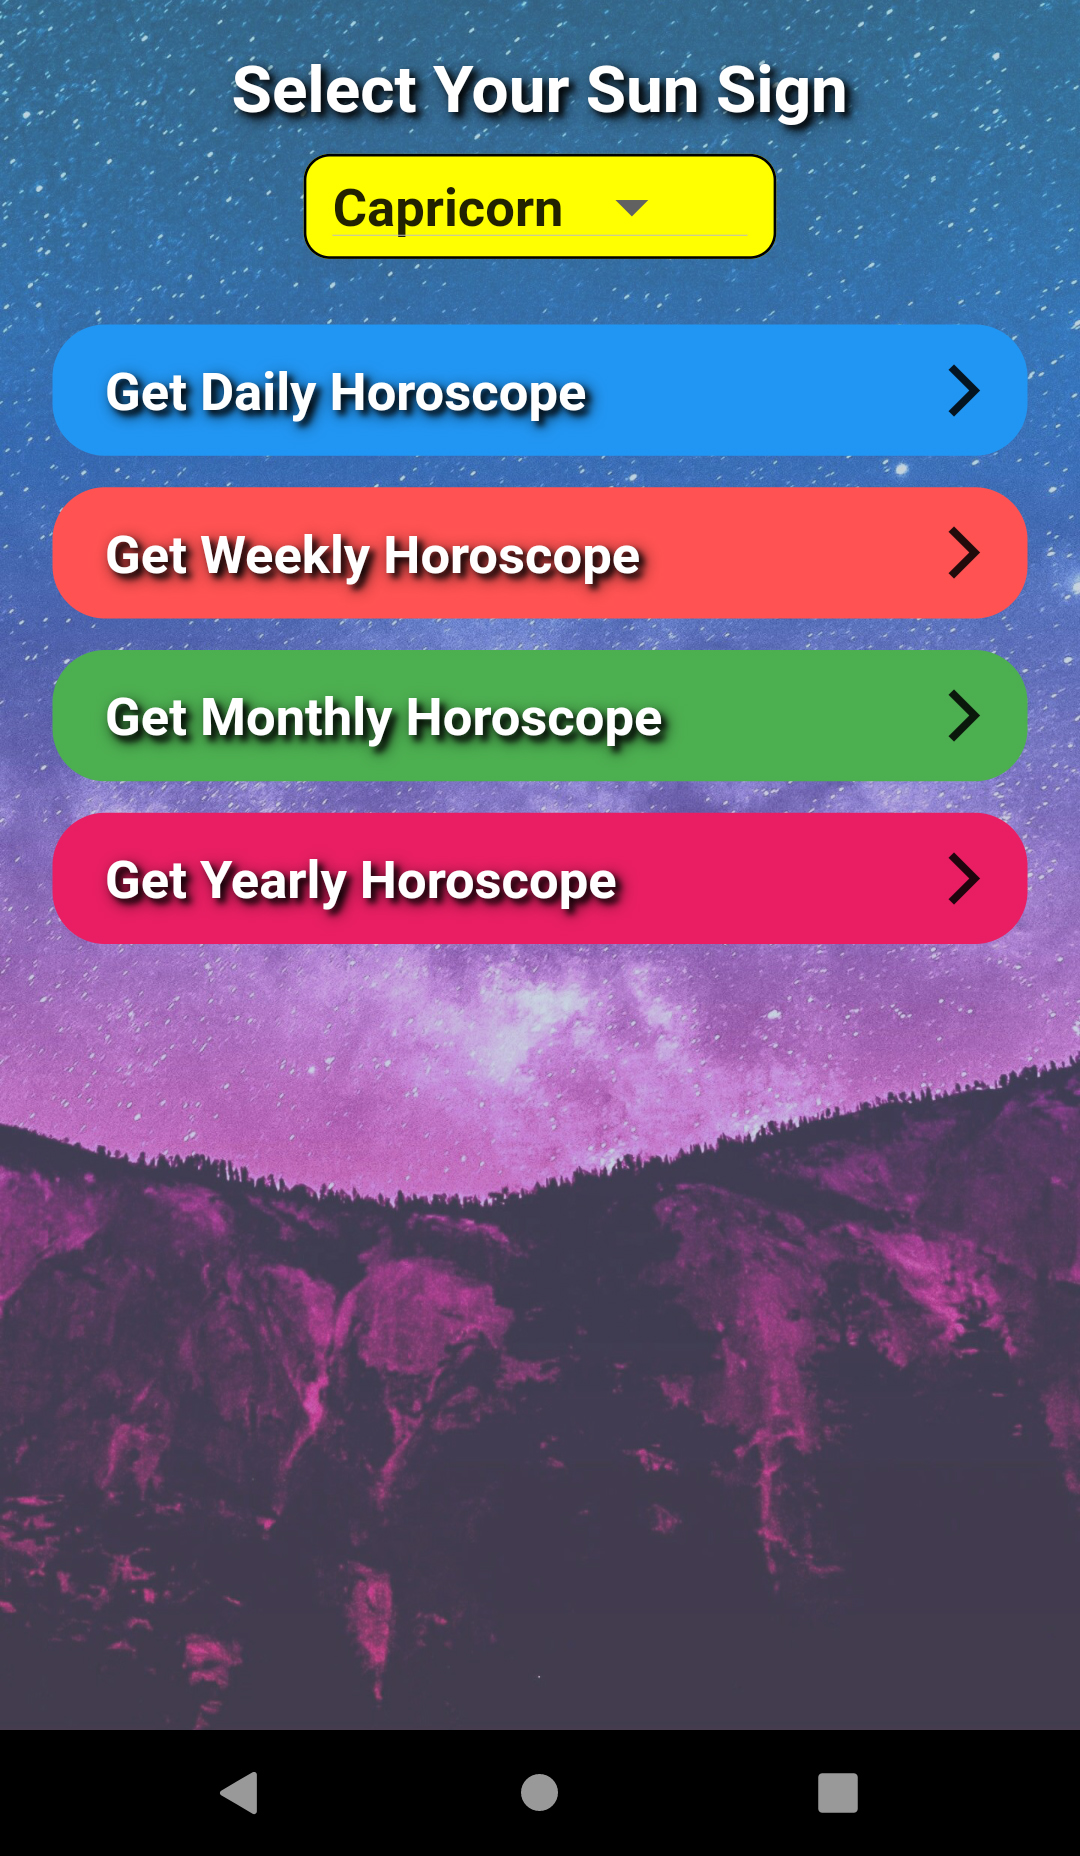 Select Your Sun Sign
Capricorn
Get Daily Horoscope
Get Weekly Horoscope
Get Monthly Horoscope
Get Yearly Horoscope